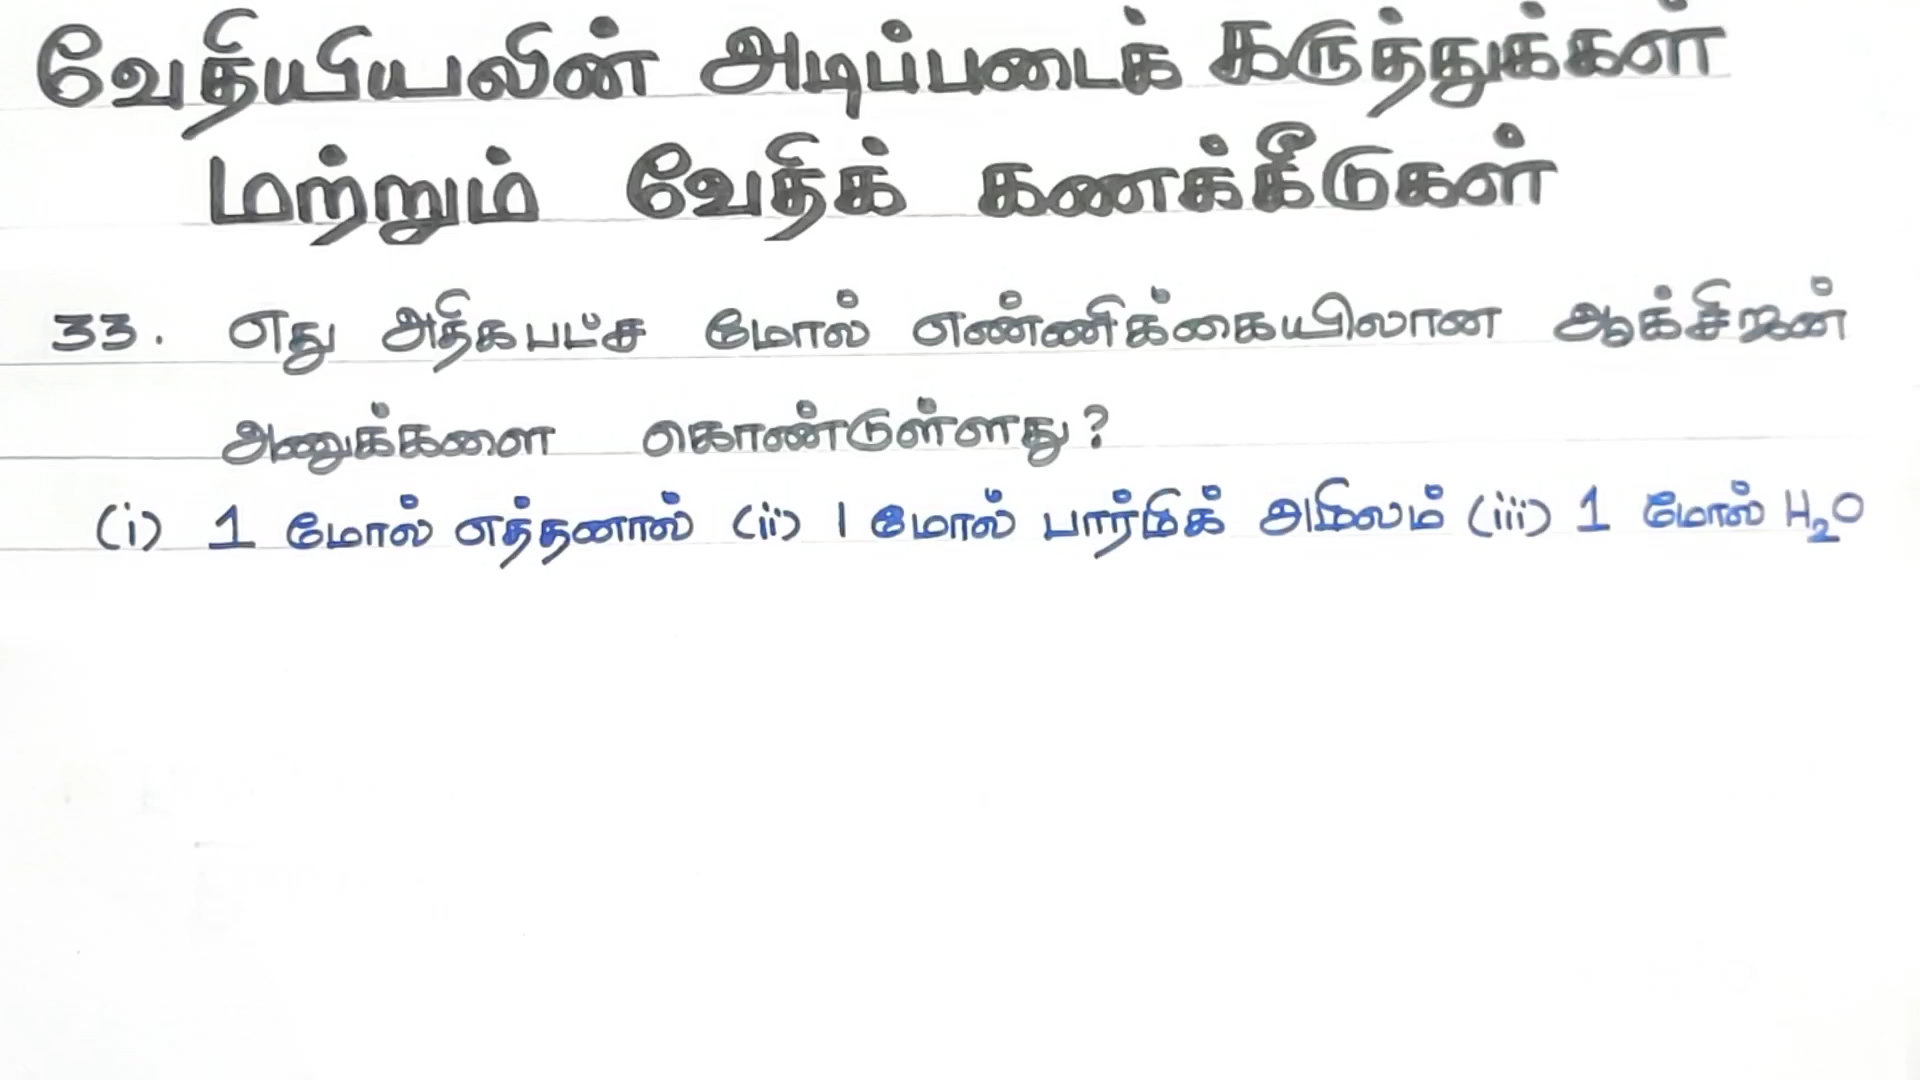 வேதியியலின் அடிப்படைக் கருத்துக்கள்
மற்றும் வேதிக் கணக்கீடுகள்
33. எது அதிகபட்ச மோல் எண்ணிக்கையிலான ஆக்சிஜன்
அணுக்களை கொண்டுள்ளது?
(i) 1 மோல் எத்தனால் (ii) 1 மோல் பார்மிக் அமிலம் (iii) 1 மோல் H₂O